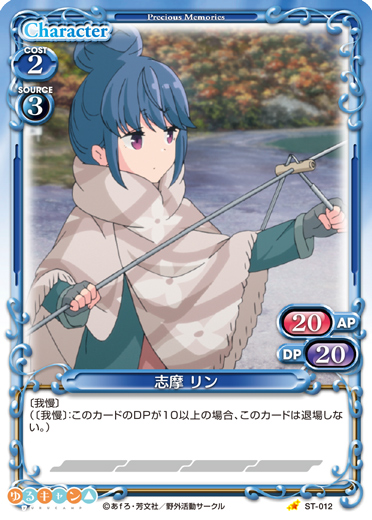 Precious Memories
Character
COST
2
SOURCE
3
20 AP
DP 20
志摩 リン
〔我慢〕
(〔我慢〕:このカードのDPが10以上の場合、このカードは退場しな
い。)
ゆるキャン△
©あfろ・芳文社/野外活動サークル
ST-012